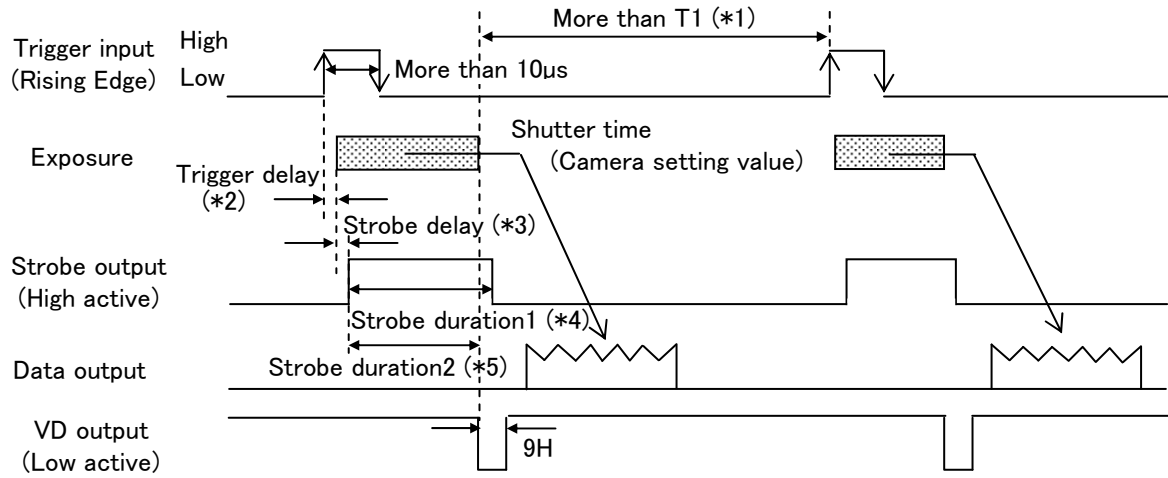 More than T1 (*1)
Trigger input
(Rising Edge)
High
Low
More than 10µs
Exposure
Shutter time
(Camera setting value)
Trigger delay
(*2)
Strobe delay (*3)
Strobe output
(High active)
Strobe duration1 (*4)
Strobe duration2 (*5)
Data output
VD output
(Low active)
9H